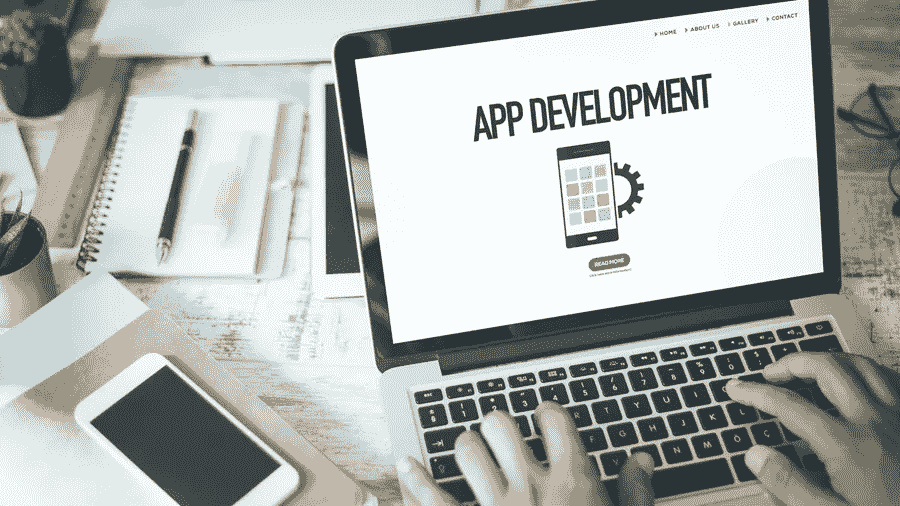 HOME
ABOUT US
GALLERY
CONTACT
APP DEVELOPMENT
READ MORE